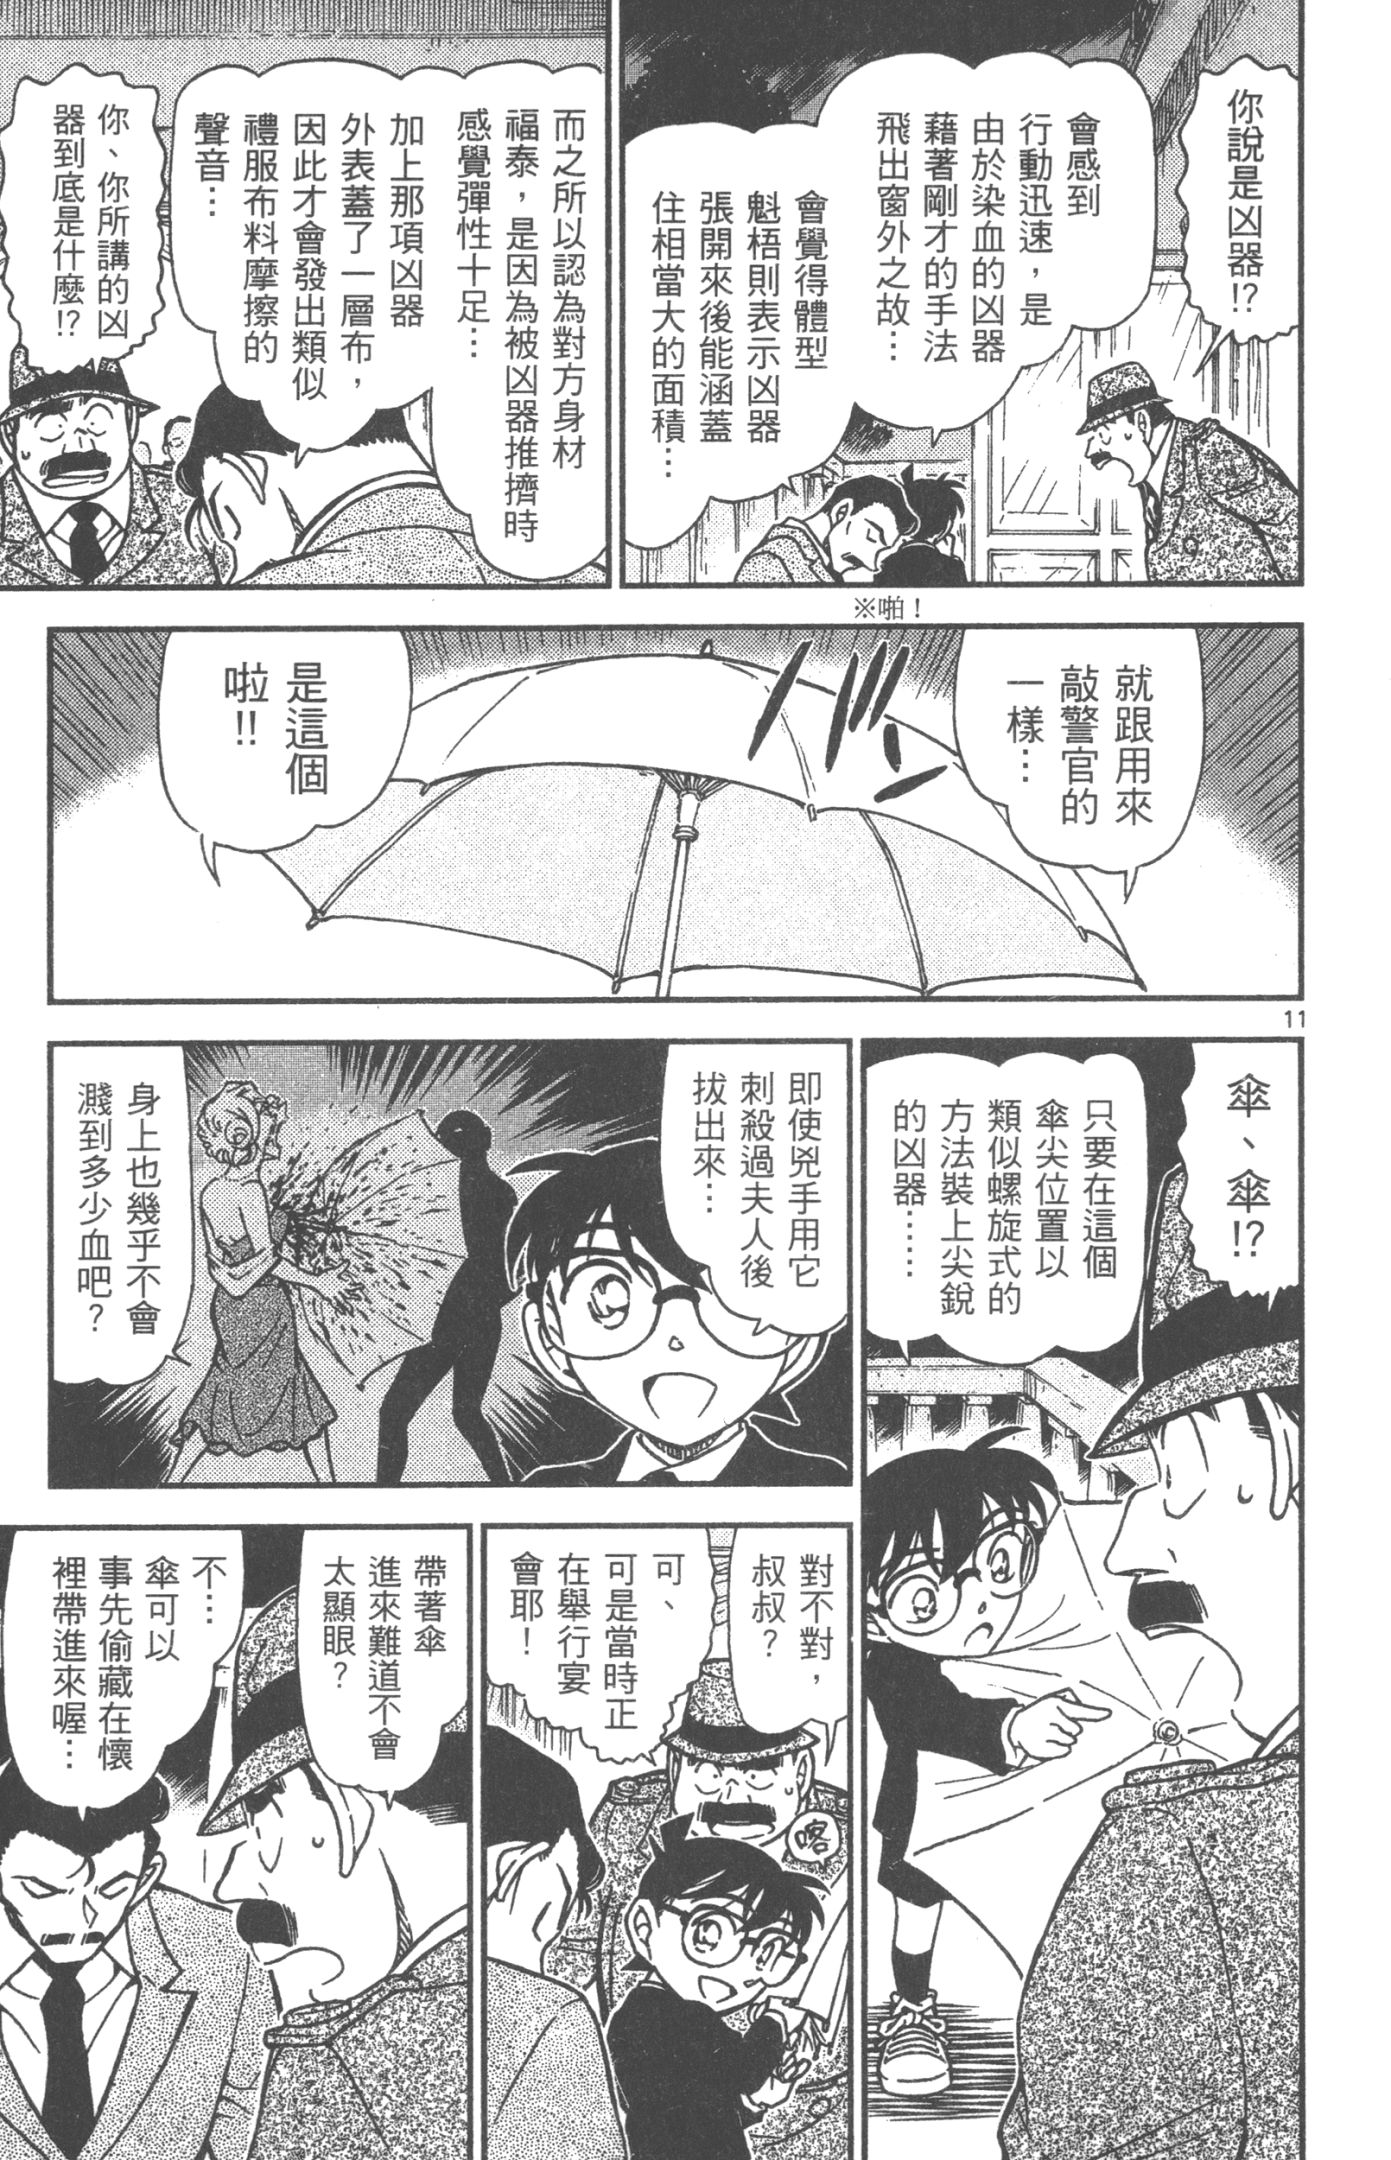 你說是凶器!?
會感到
行動迅速，是
由於染血的凶器
藉著剛才的手法
飛出窗外之故…
會覺得體型
魁梧則表示凶器
張開來後能涵蓋
住相當大的面積…
而之所以認為對方身材
福泰，是因為被凶器推擠時
感覺彈性十足…
加上那項凶器
外表蓋了一層布，
因此才會發出類似
禮服布料摩擦的
聲音…
你、你所講的凶
器到底是什麼!?
※啪！
就跟用來
敲警官的
一樣…
是這個
啦!!
11
傘、傘!?
只要在這個
傘尖位置以
類似螺旋式的
方法裝上尖銳
的凶器……
即使兇手用它
刺殺過夫人後
拔出來…
身上也幾乎不會
濺到多少血吧？
對不對，
叔叔？
可、
可是當時正
在舉行宴
會耶！
喀
帶著傘
進來難道不會
太顯眼？
不…
傘可以
事先偷藏在懷
裡帶進來喔…